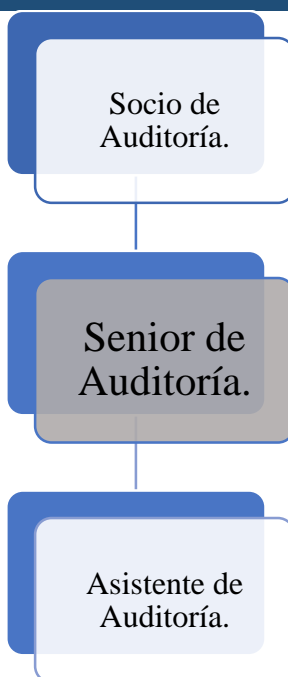 Socio de
Auditoría.
Senior de
Auditoría.
Asistente de
Auditoría.